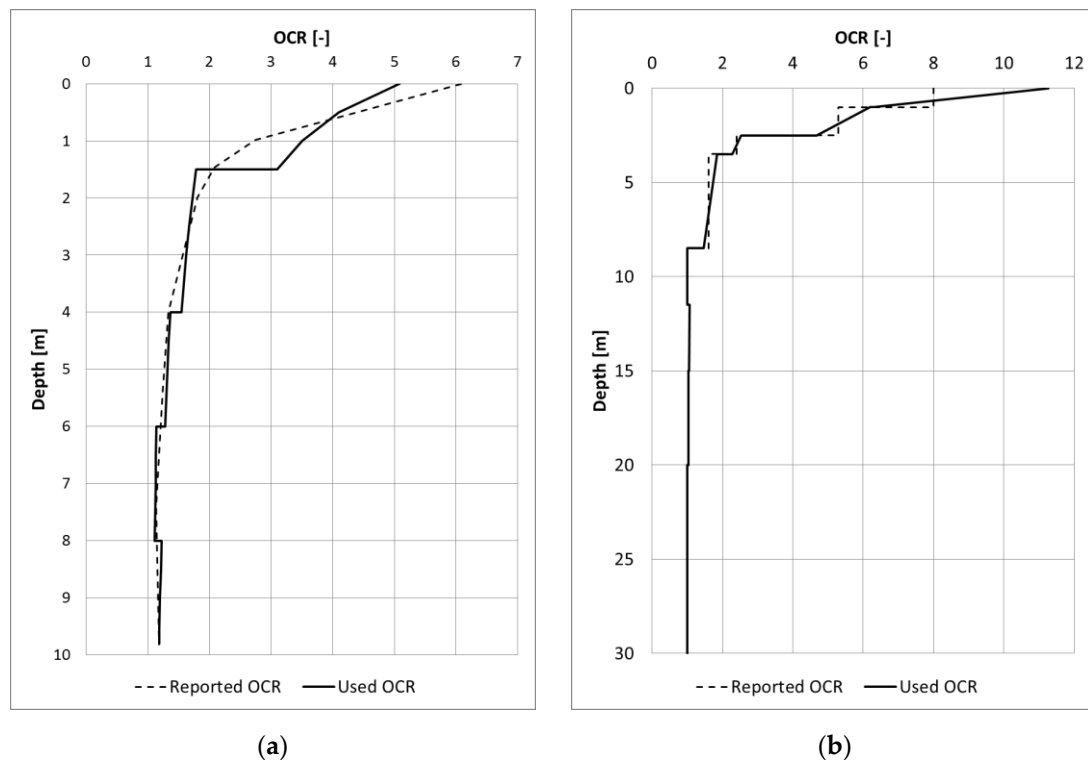 OCR [-]
0 1 2 3 4 5 6 7
0
1
2
3
4
5
6
7
8
9
10
Depth [m]
Reported OCR Used OCR
(a)
OCR [-]
0 2 4 6 8 10 12
0
5
10
15
20
25
30
Depth [m]
Reported OCR Used OCR
(b)